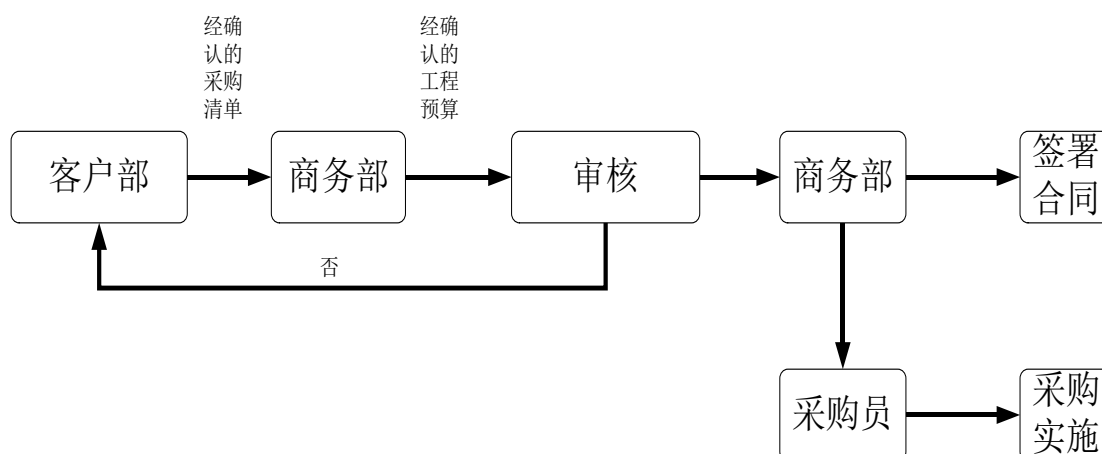 经确
认的
采购
清单
经确
认的
工程
预算
客户部
商务部
审核
商务部
签署
合同
否
采购员
采购
实施